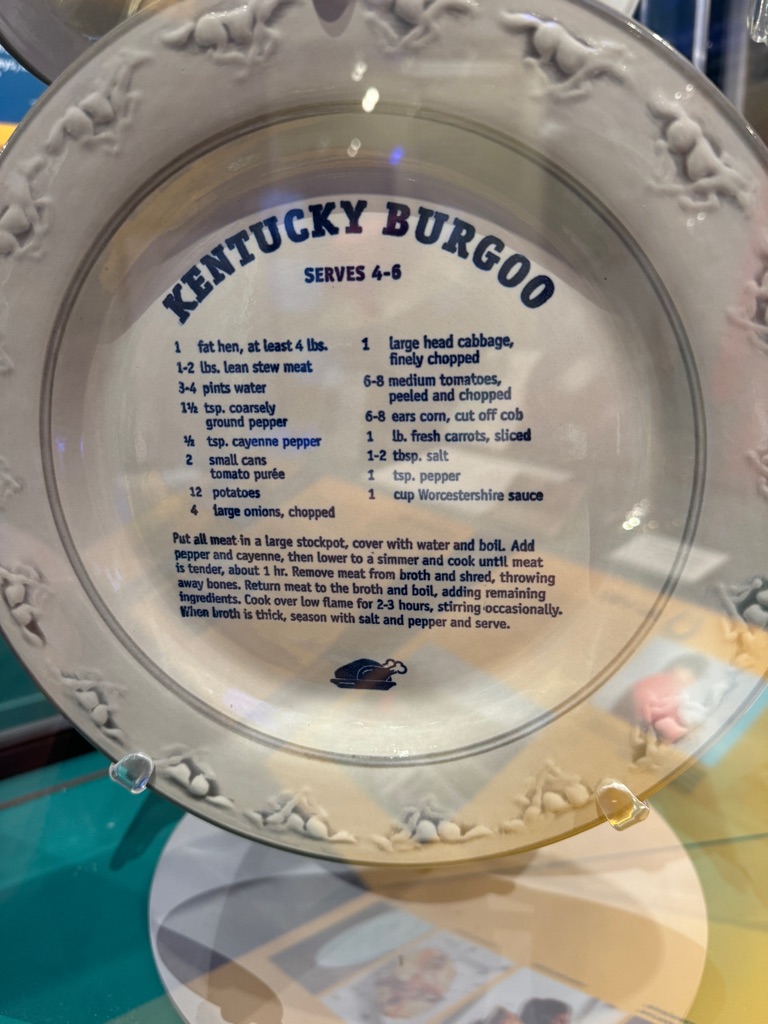 KENTUCKY BURGOO
SERVES 4-6
1 fat hen, at least 4 lbs.
1-2 lbs. lean stew meat
3-4 pints water
1½ tsp. coarsely
ground pepper
½ tsp. cayenne pepper
2 small cans
tomato purée
12 potatoes
4 large onions, chopped
1 large head cabbage,
finely chopped
6-8 medium tomatoes,
peeled and chopped
6-8 ears corn, cut off cob
1 lb. fresh carrots, sliced
1-2 tbsp. salt
1 tsp. pepper
1 cup Worcestershire sauce
Put all meat in a large stockpot, cover with water and boil. Add
pepper and cayenne, then lower to a simmer and cook until meat
is tender, about 1 hr. Remove meat from broth and shred, throwing
away bones. Return meat to the broth and boil, adding remaining
ingredients. Cook over low flame for 2-3 hours, stirring occasionally.
When broth is thick, season with salt and pepper and serve.